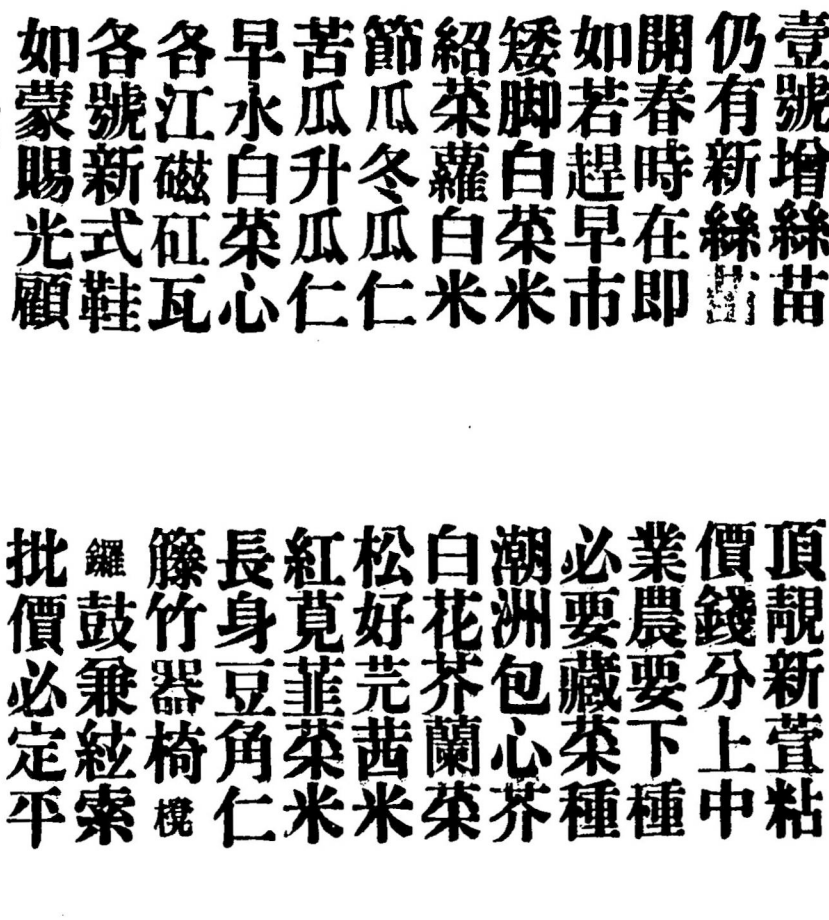 壹號增絲苗
頂靚新萱粘
仍有新絲
價錢分上中
開春時在即
業農要下種
如若趕早市
必要藏菜種
矮脚白菜米
潮洲包心芥
紹菜蘿白米
白花芥蘭菜
節瓜冬瓜仁
松好芫茜米
苦瓜升瓜仁
紅莧韮菜米
早水白菜心
長身豆角仁
各江磁矼瓦
籐竹器椅櫈
各號新式鞋
鑼鼓兼絃索
如蒙賜光顧
批價必定平